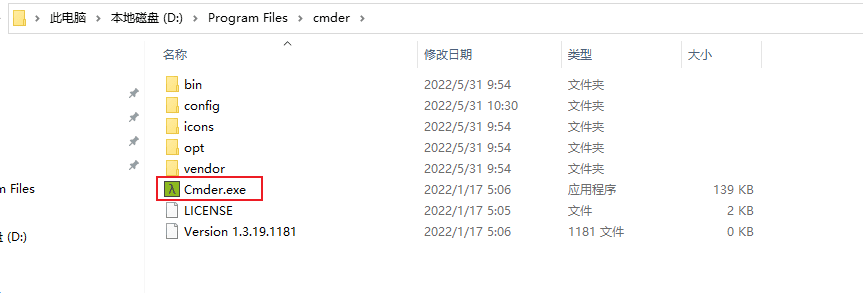 此电脑 > 本地磁盘 (D:) > Program Files > cmder >
名称 修改日期 类型 大小
bin 2022/5/31 9:54 文件夹
config 2022/5/31 10:30 文件夹
icons 2022/5/31 9:54 文件夹
opt 2022/5/31 9:54 文件夹
vendor 2022/5/31 9:54 文件夹
am Files λ Cmder.exe 2022/1/17 5:06 应用程序 139 KB
LICENSE 2022/1/17 5:05 文件 2 KB
(D:) Version 1.3.19.1181 2022/1/17 5:06 1181 文件 0 KB